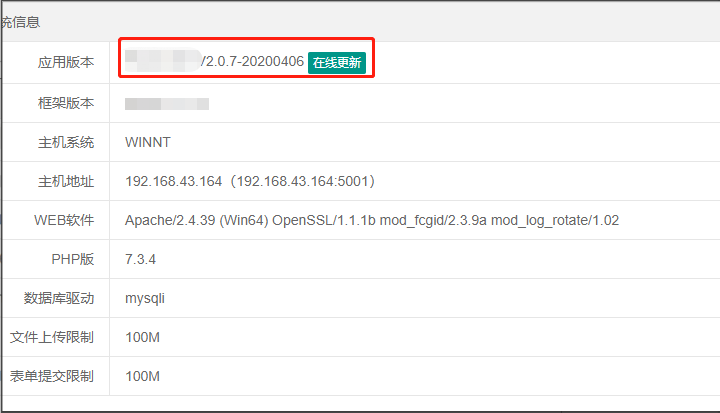 统信息
应用版本 V2.0.7-20200406 在线更新
框架版本
主机系统 WINNT
主机地址 192.168.43.164（192.168.43.164:5001）
WEB软件 Apache/2.4.39 (Win64) OpenSSL/1.1.1b mod_fcgid/2.3.9a mod_log_rotate/1.02
PHP版 7.3.4
数据库驱动 mysqli
文件上传限制 100M
表单提交限制 100M